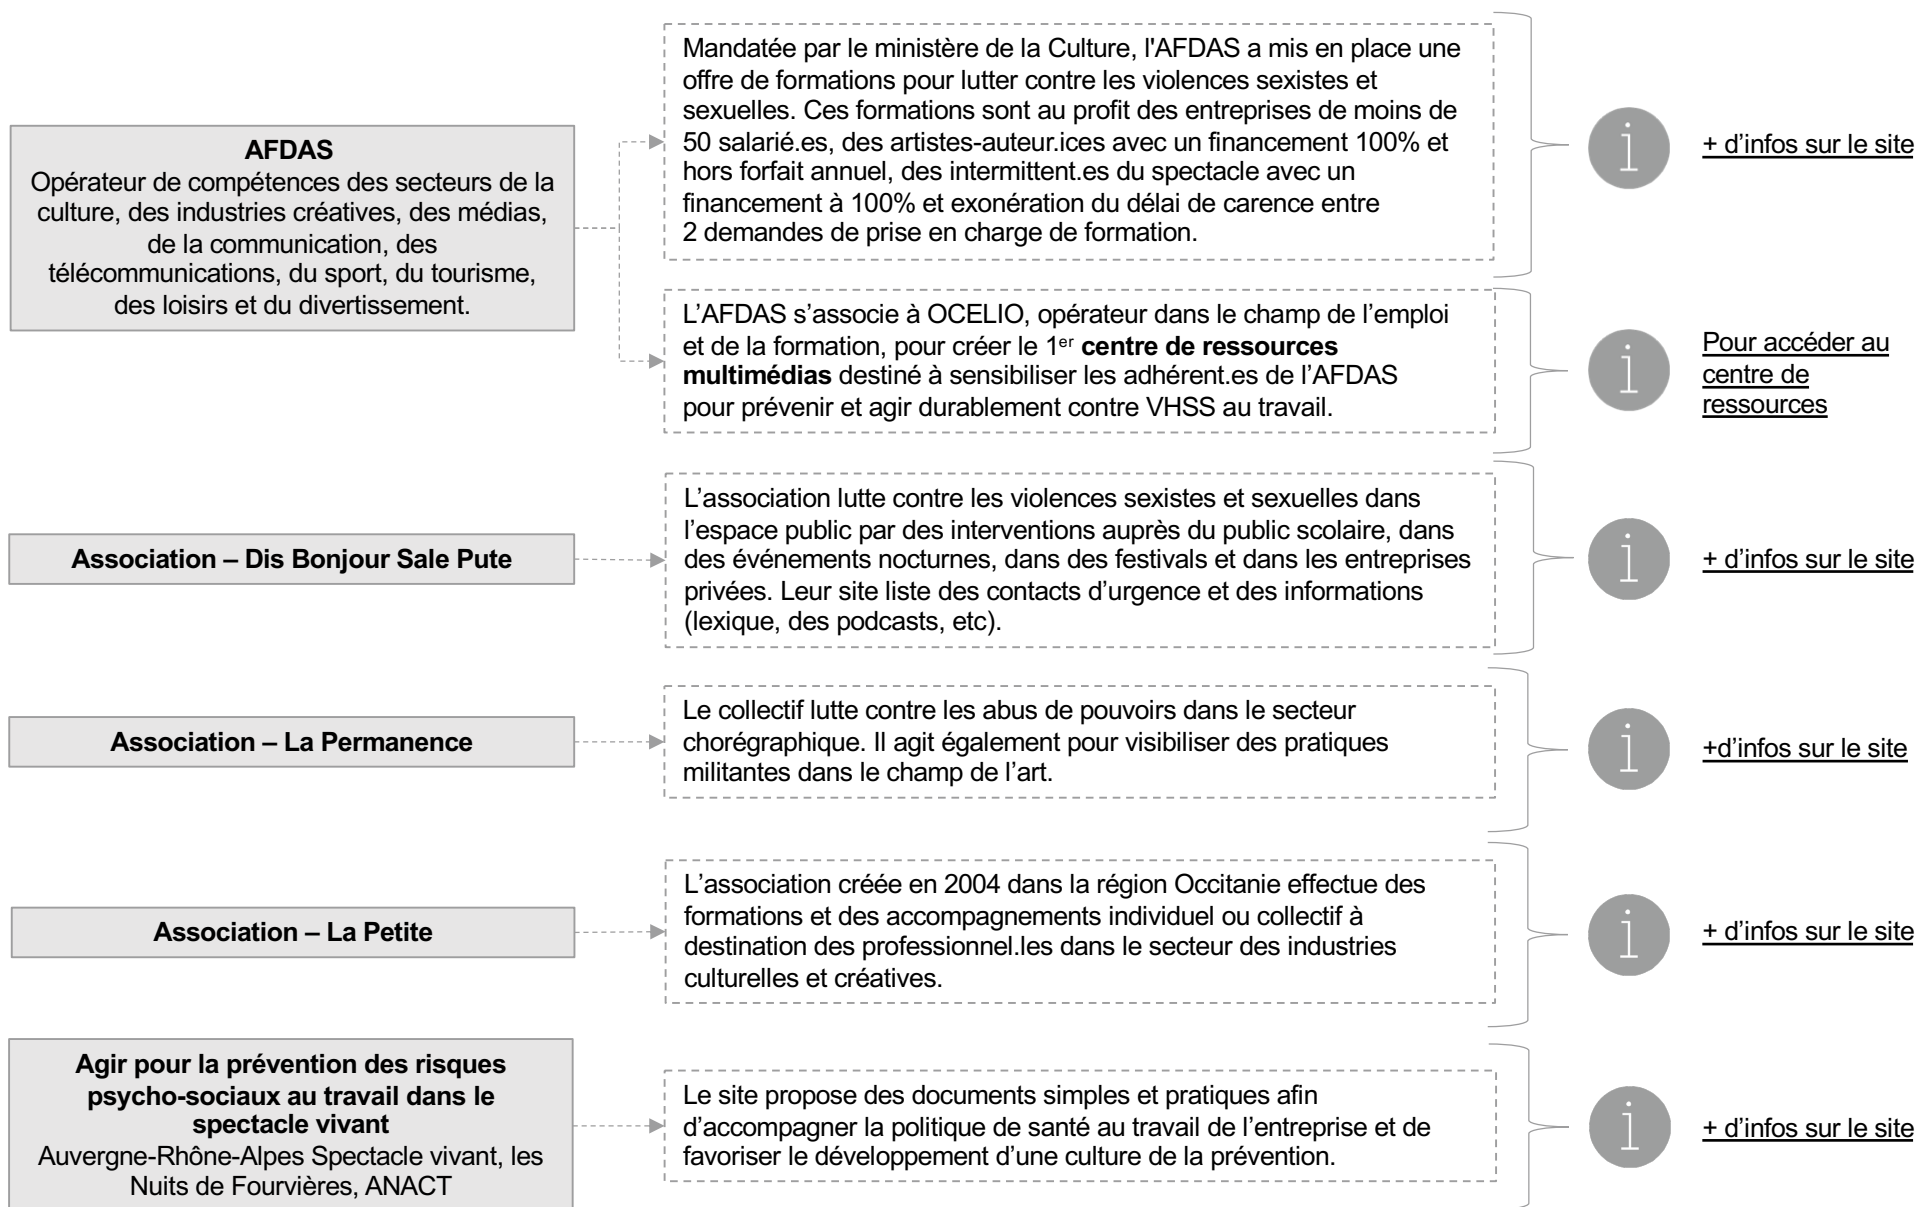 AFDAS
Opérateur de compétences des secteurs de la
culture, des industries créatives, des médias,
de la communication, des
télécommunications, du sport, du tourisme,
des loisirs et du divertissement.
Mandatée par le ministère de la Culture, l'AFDAS a mis en place une
offre de formations pour lutter contre les violences sexistes et
sexuelles. Ces formations sont au profit des entreprises de moins de
50 salarié.es, des artistes-auteur.ices avec un financement 100% et
hors forfait annuel, des intermittent.es du spectacle avec un
financement à 100% et exonération du délai de carence entre
2 demandes de prise en charge de formation.
i
+ d’infos sur le site
L’AFDAS s’associe à OCELIO, opérateur dans le champ de l’emploi
et de la formation, pour créer le 1er centre de ressources
multimédias destiné à sensibiliser les adhérent.es de l’AFDAS
pour prévenir et agir durablement contre VHSS au travail.
i
Pour accéder au
centre de
ressources
Association – Dis Bonjour Sale Pute
L’association lutte contre les violences sexistes et sexuelles dans
l’espace public par des interventions auprès du public scolaire, dans
des événements nocturnes, dans des festivals et dans les entreprises
privées. Leur site liste des contacts d’urgence et des informations
(lexique, des podcasts, etc).
i
+ d’infos sur le site
Association – La Permanence
Le collectif lutte contre les abus de pouvoirs dans le secteur
chorégraphique. Il agit également pour visibiliser des pratiques
militantes dans le champ de l’art.
i
+d’infos sur le site
Association – La Petite
L’association créée en 2004 dans la région Occitanie effectue des
formations et des accompagnements individuel ou collectif à
destination des professionnel.les dans le secteur des industries
culturelles et créatives.
i
+ d’infos sur le site
Agir pour la prévention des risques
psycho-sociaux au travail dans le
spectacle vivant
Auvergne-Rhône-Alpes Spectacle vivant, les
Nuits de Fourvières, ANACT
Le site propose des documents simples et pratiques afin
d’accompagner la politique de santé au travail de l’entreprise et de
favoriser le développement d’une culture de la prévention.
i
+ d’infos sur le site